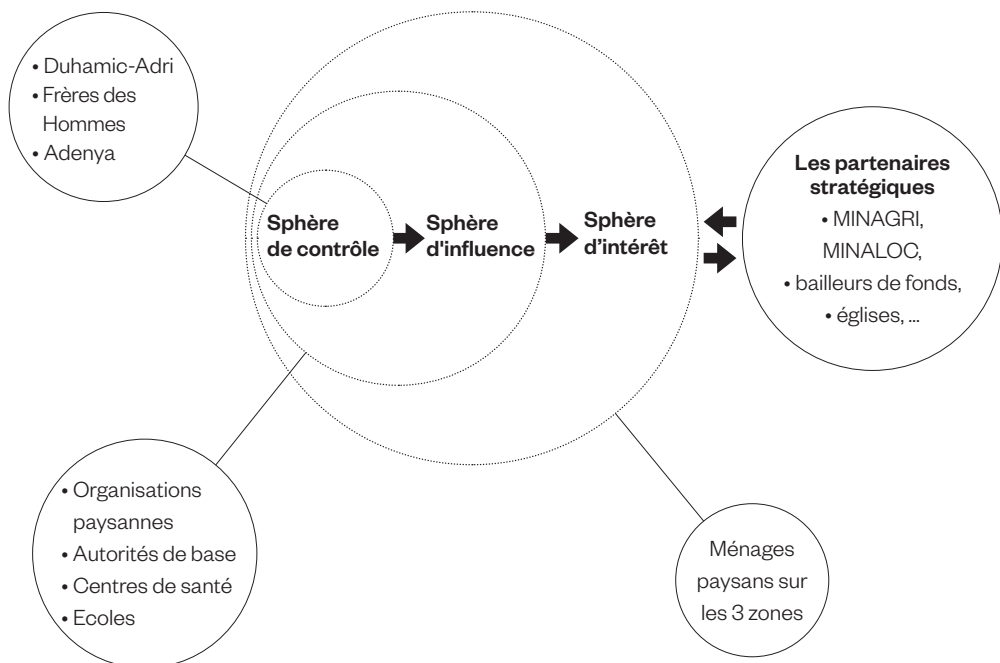 • Duhamic-Adri
• Frères des
Hommes
• Adenya
Sphère
de contrôle
Sphère
d'influence
Sphère
d’intérêt
Les partenaires
stratégiques
• MINAGRI,
MINALOC,
• bailleurs de fonds,
• églises, ...
• Organisations
paysannes
• Autorités de base
• Centres de santé
• Ecoles
Ménages
paysans sur
les 3 zones